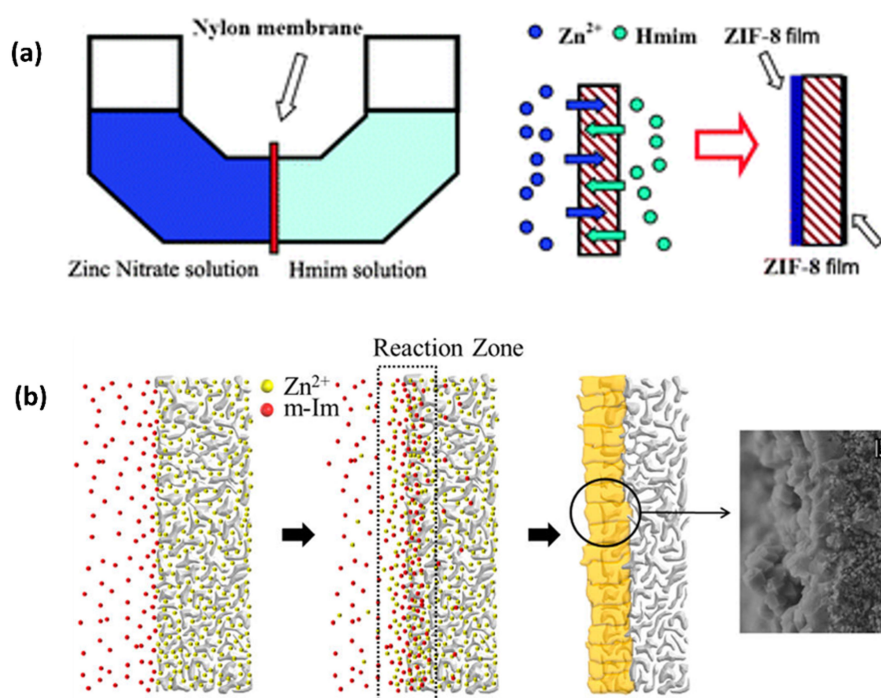 (a)
Nylon membrane
Zinc Nitrate solution
Hmim solution
Zn2+
Hmim
ZIF-8 film
ZIF-8 film
(b)
Reaction Zone
Zn2+
m-Im